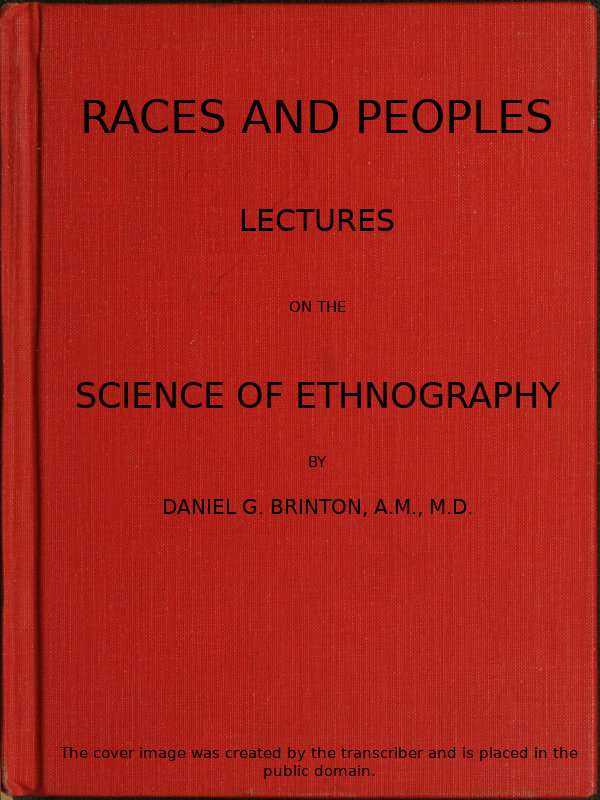 RACES AND PEOPLES
LECTURES
ON THE
SCIENCE OF ETHNOGRAPHY
BY
DANIEL G. BRINTON, A.M., M.D.
The cover image was created by the transcriber and is placed in the
public domain.